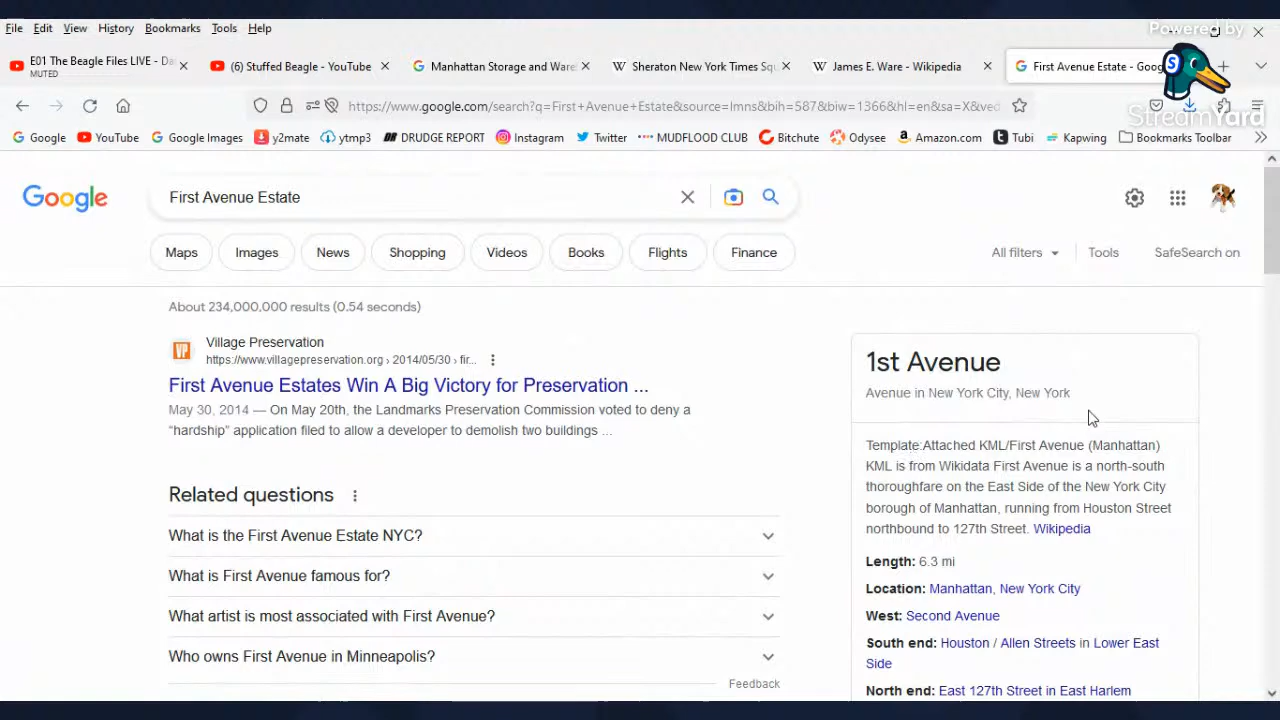 Powered by
StreamYard
File Edit View History Bookmarks Tools Help
E01 The Beagle Files LIVE - Da
MUTED
(6) Stuffed Beagle - YouTube
Manha
orage and Ware
Sheraton New York Times Squ
James E. Ware - Wikipedia
First Avenue Estate - Goog
https://www.google.com/search?q=First+Avenue+Estate&source=lmns&bih=587&biw=1366&hl=en&sa=X&ved
Google YouTube Google Images y2mate ytmp3 DRUDGE REPORT Instagram Twitter MUDFLOOD CLUB Bitchute Odysee Amazon.com Tubi Kapwing Bookmarks Toolbar
Google
First Avenue Estate
Maps Images News Shopping Videos Books Flights Finance All filters Tools SafeSearch on
About 234,000,000 results (0.54 seconds)
VP
Village Preservation
https://www.villagepreservation.org › 2014/05/30 › fir...
First Avenue Estates Win A Big Victory for Preservation ...
May 30, 2014 — On May 20th, the Landmarks Preservation Commission voted to deny a
“hardship” application filed to allow a developer to demolish two buildings ...
Related questions
What is the First Avenue Estate NYC?
What is First Avenue famous for?
What artist is most associated with First Avenue?
Who owns First Avenue in Minneapolis?
Feedback
1st Avenue
Avenue in New York City, New York
Template:Attached KML/First Avenue (Manhattan)
KML is from Wikidata First Avenue is a north-south
thoroughfare on the East Side of the New York City
borough of Manhattan, running from Houston Street
northbound to 127th Street. Wikipedia
Length: 6.3 mi
Location: Manhattan, New York City
West: Second Avenue
South end: Houston / Allen Streets in Lower East
Side
North end: East 127th Street in East Harlem